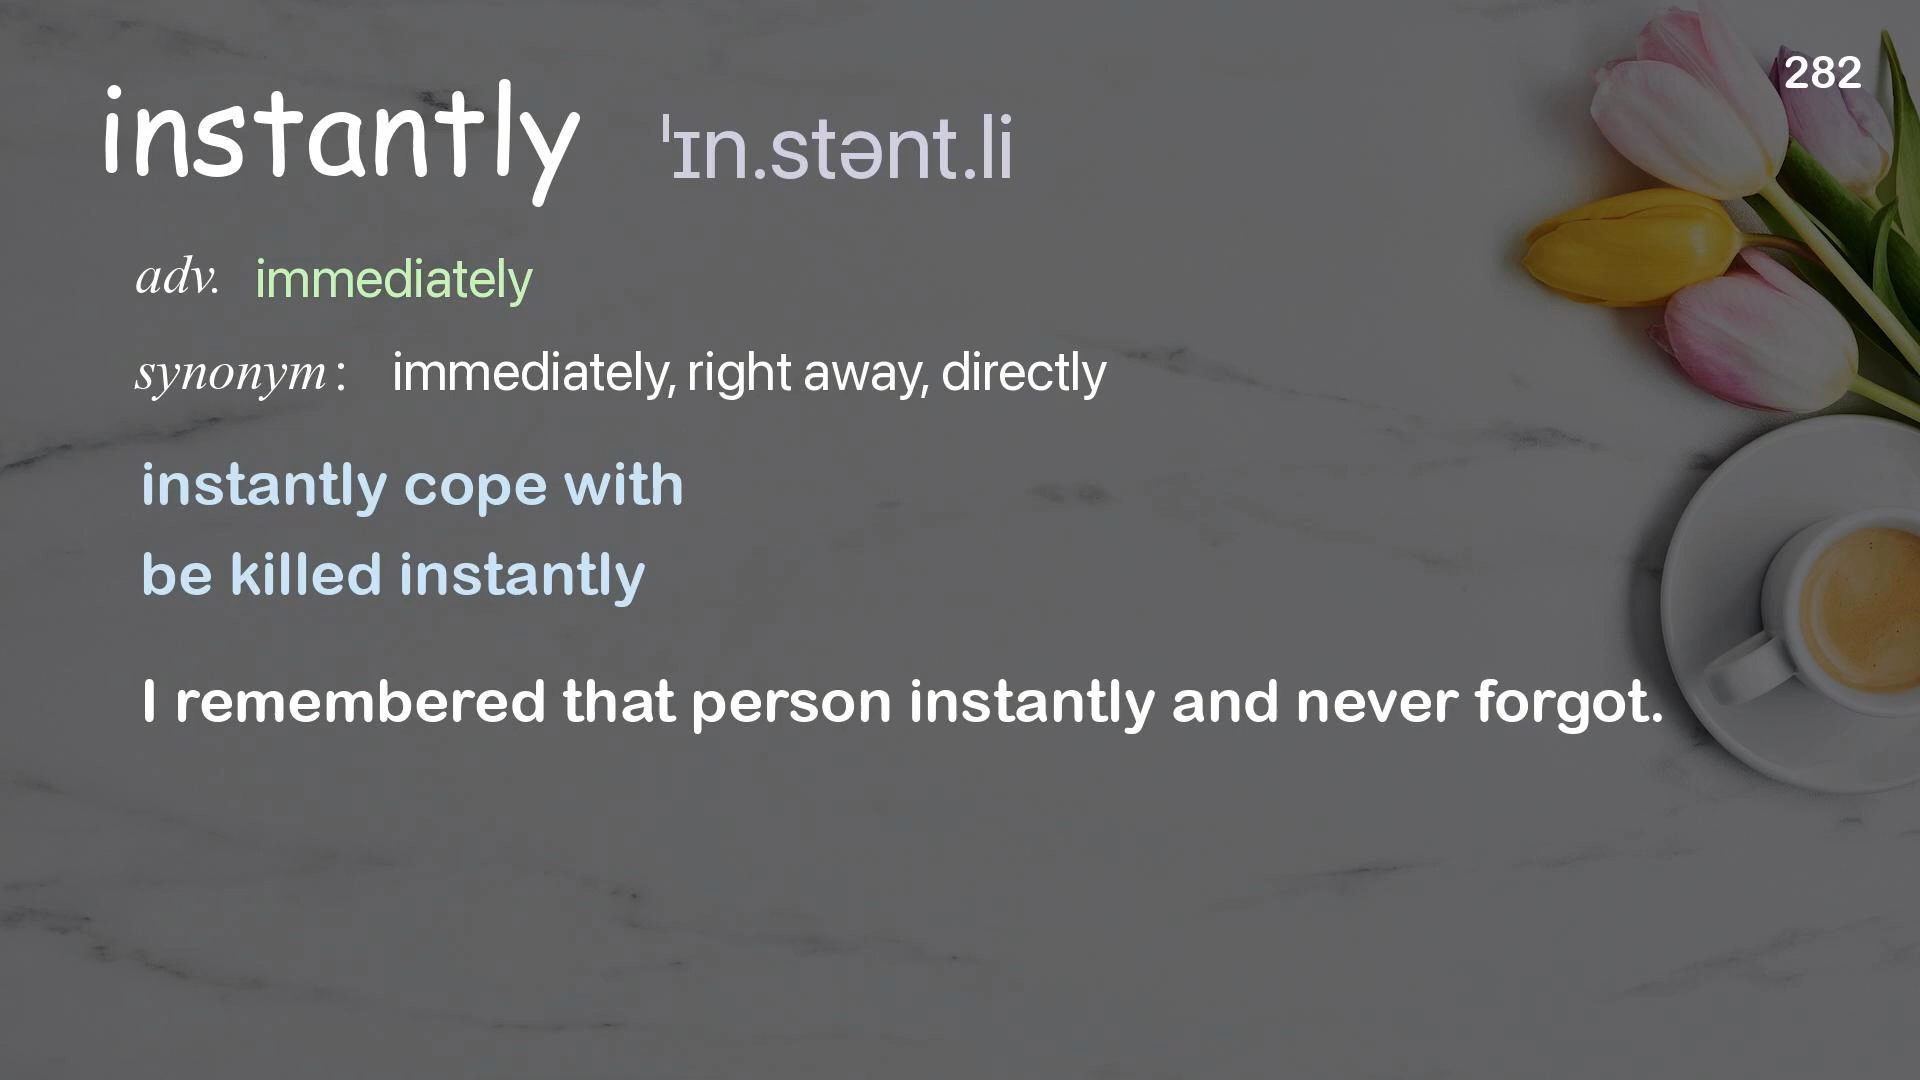 282
instantly ˈɪn.stənt.li
adv. immediately
synonym : immediately, right away, directly
instantly cope with
be killed instantly
I remembered that person instantly and never forgot.